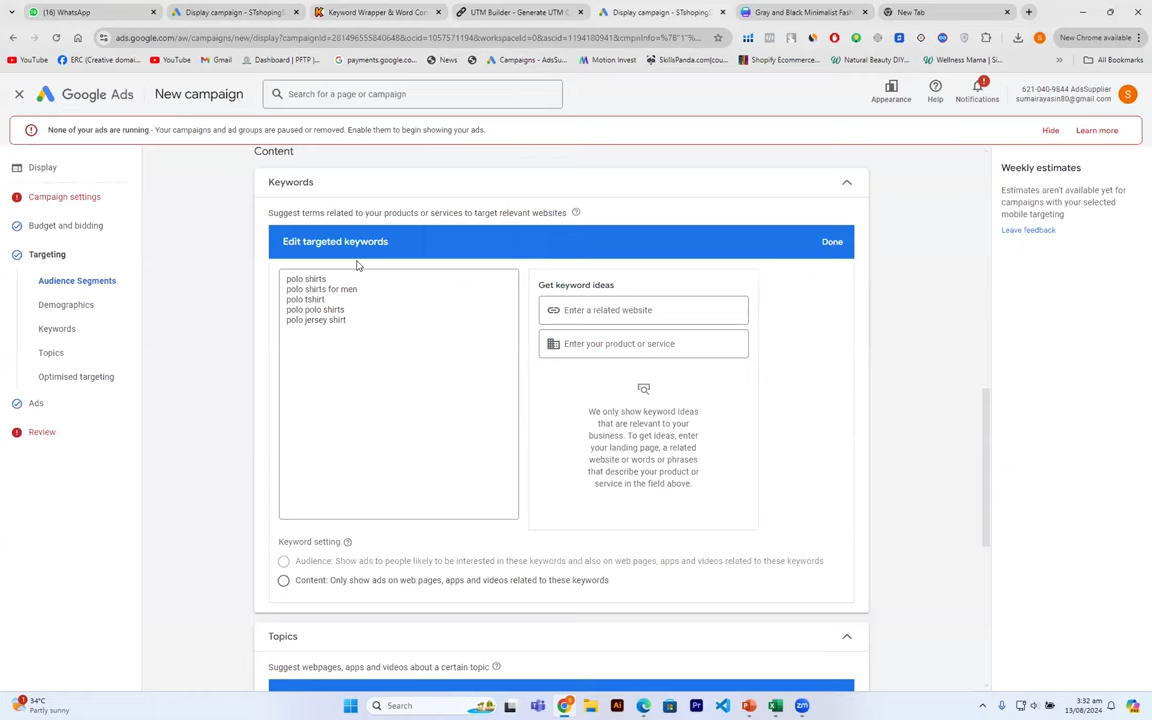 (16) WhatsApp
Display campaign - STshopingS
Keyword Wrapper & Word Con
UTM Builder - Generate UTM C
Display campaign - STshopingS
Gray and Black Minimalist Fash
New Tab
ads.google.com/aw/campaigns/new/display?campaignId=281496555840648&ocid=1057571194&workspaceId=0&ascid=1194180941&cmpnInfo=%7B"1"%...
New Chrome available
YouTube
ERC (Creative domai...
YouTube
Gmail
Dashboard | PFTP |...
payments.google.co...
News
Campaigns - AdsSu...
Motion Invest
SkillsPanda(.com|cou...
Shopify Ecommerce...
Natural Beauty DIY...
Wellness Mama | Si...
All Bookmarks
Google Ads
New campaign
Search for a page or campaign
Appearance
Help
Notifications
621-040-9844 AdsSupplier
sumairayasin80@gmail.com
None of your ads are running - Your campaigns and ad groups are paused or removed. Enable them to begin showing your ads.
Hide
Learn more
Display
Campaign settings
Budget and bidding
Targeting
Audience Segments
Demographics
Keywords
Topics
Optimised targeting
Ads
Review
Content
Keywords
Suggest terms related to your products or services to target relevant websites
Edit targeted keywords
Done
polo shirts
polo shirts for men
polo tshirt
polo polo shirts
polo jersey shirt
Get keyword ideas
Enter a related website
Enter your product or service
We only show keyword ideas
that are relevant to your
business. To get ideas, enter
your landing page, a related
website or words or phrases
that describe your product or
service in the field above.
Keyword setting
Audience: Show ads to people likely to be interested in these keywords and also on web pages, apps and videos related to these keywords
Content: Only show ads on web pages, apps and videos related to these keywords
Topics
Suggest webpages, apps and videos about a certain topic
Weekly estimates
Estimates aren't available yet for
campaigns with your selected
mobile targeting
Leave feedback
34°C
Partly sunny
Search
3:32 am
13/08/2024